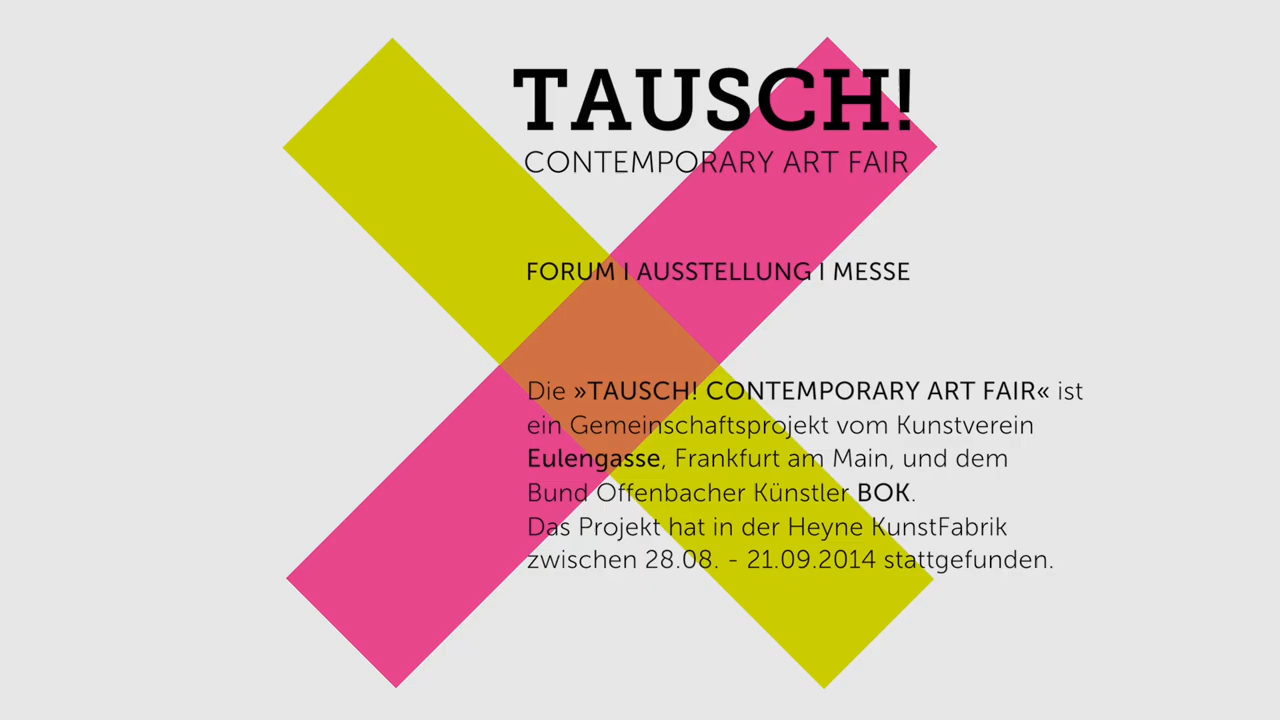 TAUSCH!
CONTEMPORARY ART FAIR
FORUM I AUSSTELLUNG I MESSE
Die »TAUSCH! CONTEMPORARY ART FAIR« ist
ein Gemeinschaftsprojekt vom Kunstverein
Eulengasse, Frankfurt am Main, und dem
Bund Offenbacher Künstler BOK.
Das Projekt hat in der Heyne KunstFabrik
zwischen 28.08. - 21.09.2014 stattgefunden.